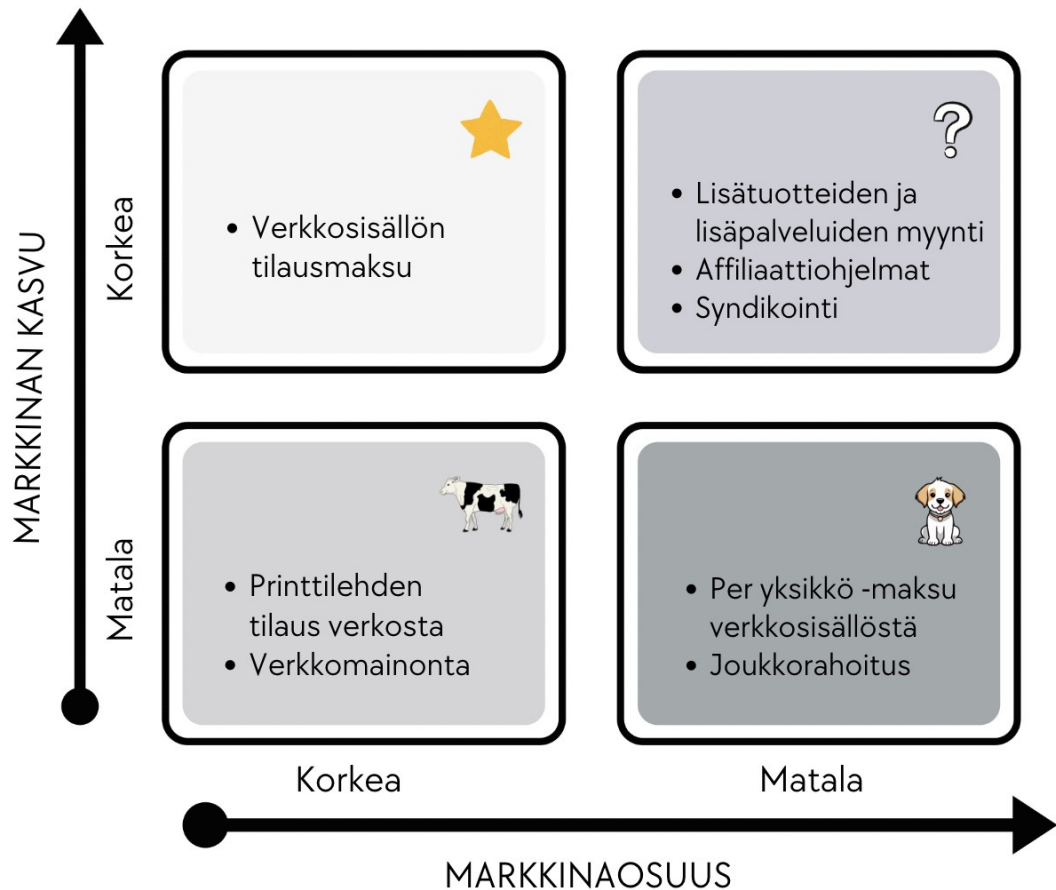 MARKKINAN KASVU
Korkea
Matala
• Verkkosisällön
tilausmaksu
?
• Lisätuotteiden ja
lisäpalveluiden myynti
• Affiliaattiohjelmat
• Syndikointi
• Printtilehden
tilaus verkosta
• Verkkomainonta
• Per yksikkö -maksu
verkkosisällöstä
• Joukkorahoitus
Korkea
Matala
MARKKINAOSUUS